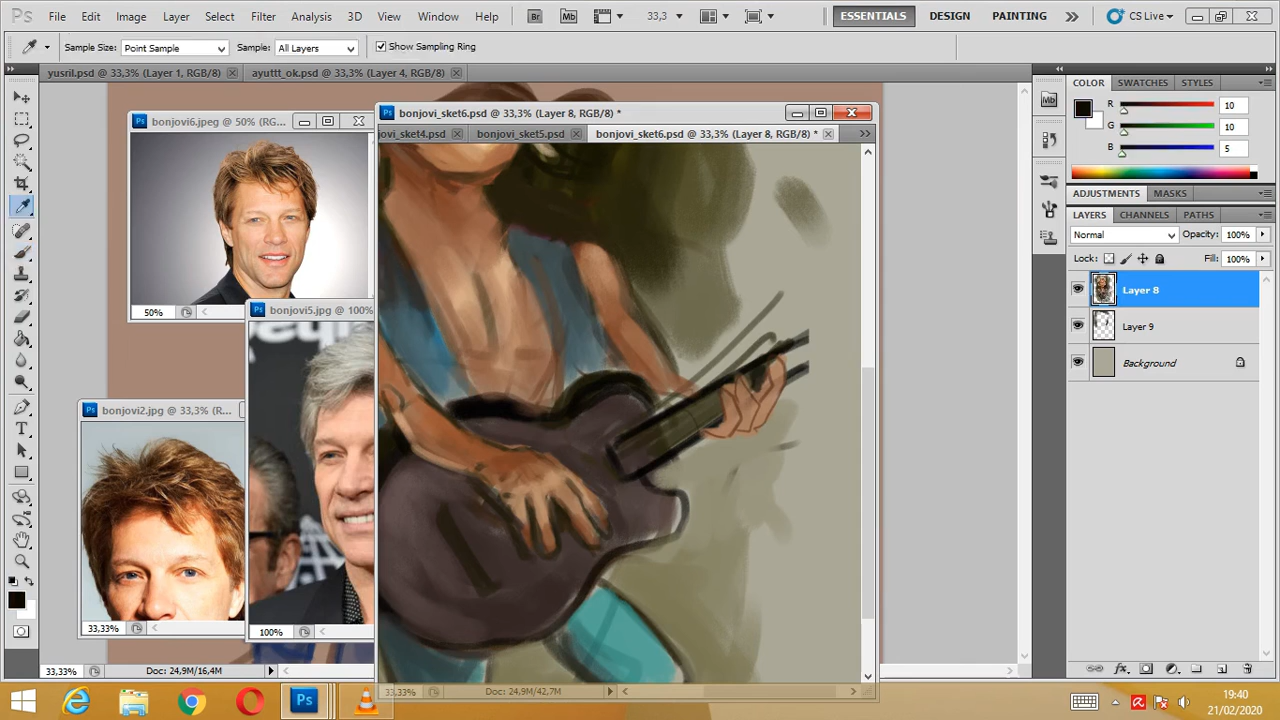 Ps File Edit Image Layer Select Filter Analysis 3D View Window Help Br Mb 33,3 ESSENTIALS DESIGN PAINTING CS Live
Sample Size: Point Sample Sample: All Layers Show Sampling Ring
yusril.psd @ 33,3% (Layer 1, RGB/8) ayuttt_ok.psd @ 33,3% (Layer 4, RGB/8)
Ps bonjovi6.jpeg @ 50% (RG...
50%
Ps bonjovi5.jpg @ 100%
100%
Ps bonjovi2.jpg @ 33,3% (R...
33,33%
Ps bonjovi_sket6.psd @ 33,3% (Layer 8, RGB/8) *
jovi_sket4.psd bonjovi_sket5.psd bonjovi_sket6.psd @ 33,3% (Layer 8, RGB/8) *
33,33% Doc: 24,9M/42,7M
33,33% Doc: 24,9M/16,4M
Mb
COLOR SWATCHES STYLES
R 10
G 10
B 5
ADJUSTMENTS MASKS
LAYERS CHANNELS PATHS
Normal Opacity: 100%
Lock: Fill: 100%
Layer 8
Layer 9
Background
Ps
19:40
21/02/2020